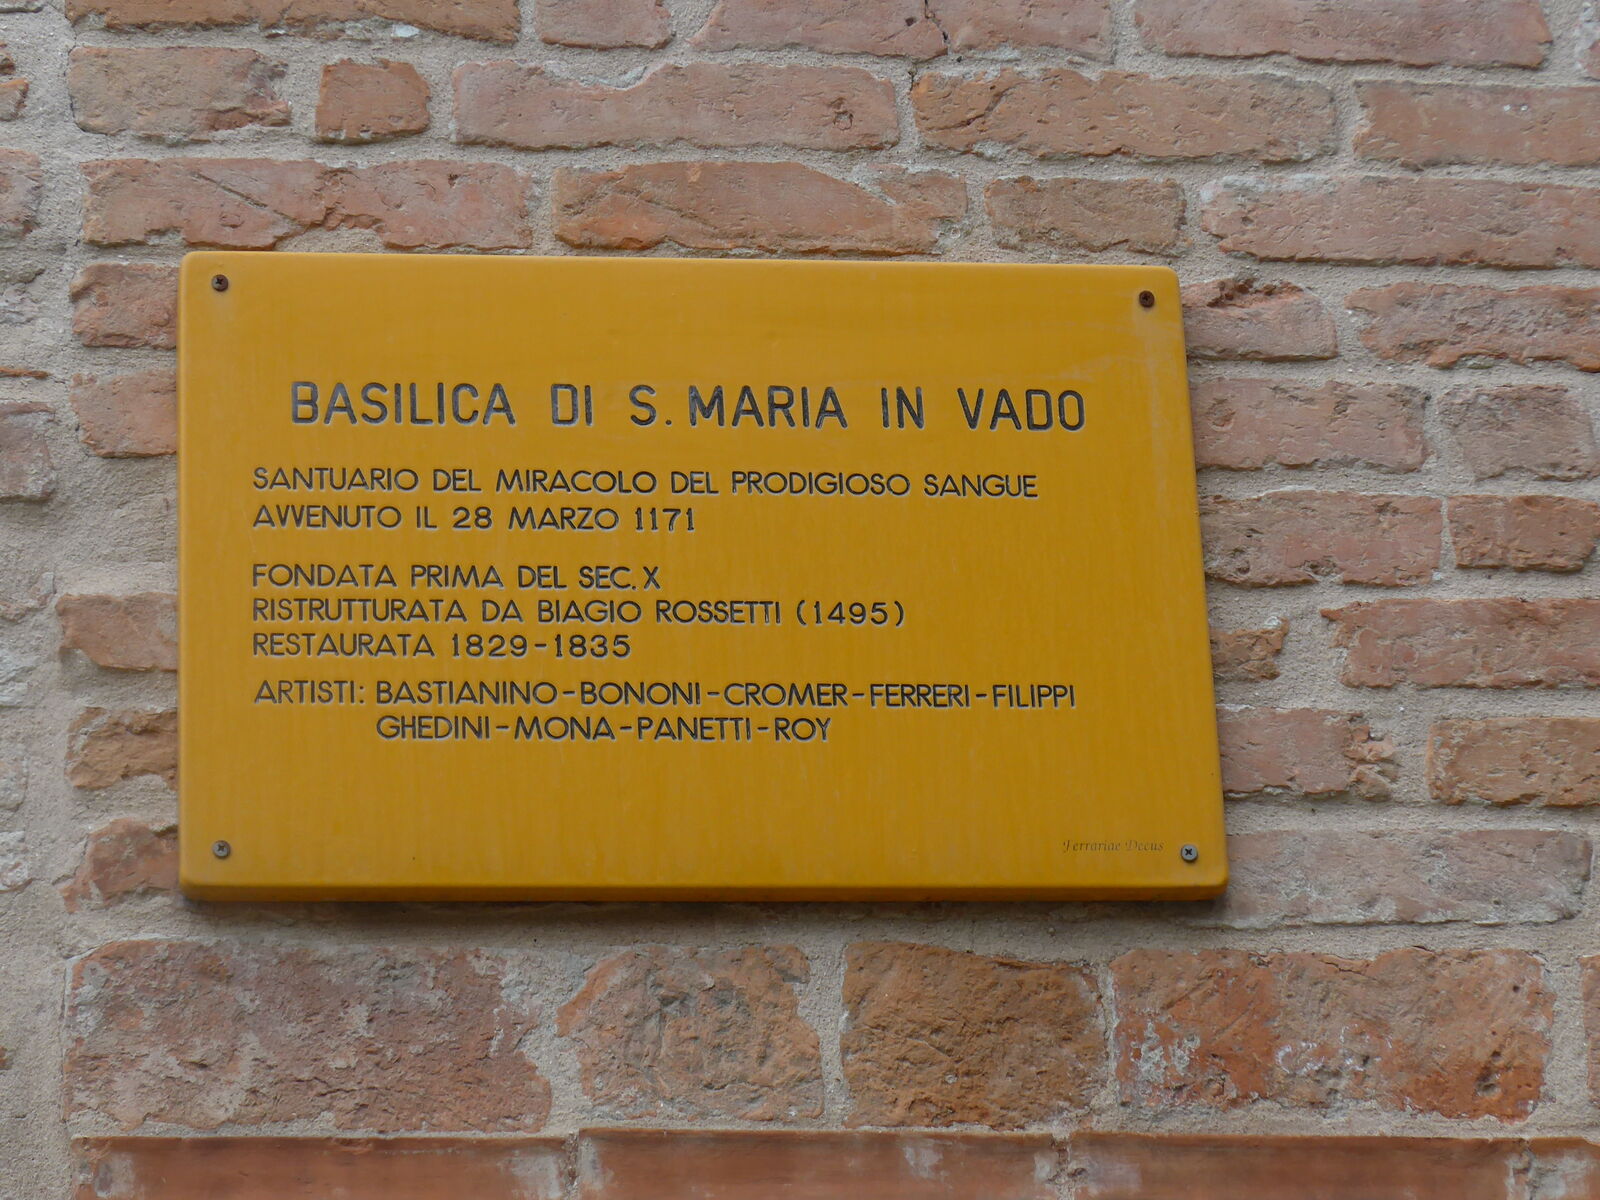 BASILICA DI S. MARIA IN VADO
SANTUARIO DEL MIRACOLO DEL PRODIGIOSO SANGUE
AVVENUTO IL 28 MARZO 1171
FONDATA PRIMA DEL SEC. X
RISTRUTTURATA DA BIAGIO ROSSETTI (1495)
RESTAURATA 1829-1835
ARTISTI: BASTIANINO-BONONI-CROMER-FERRERI-FILIPPI
GHEDINI-MONA-PANETTI-ROY
Ferrariae Decus